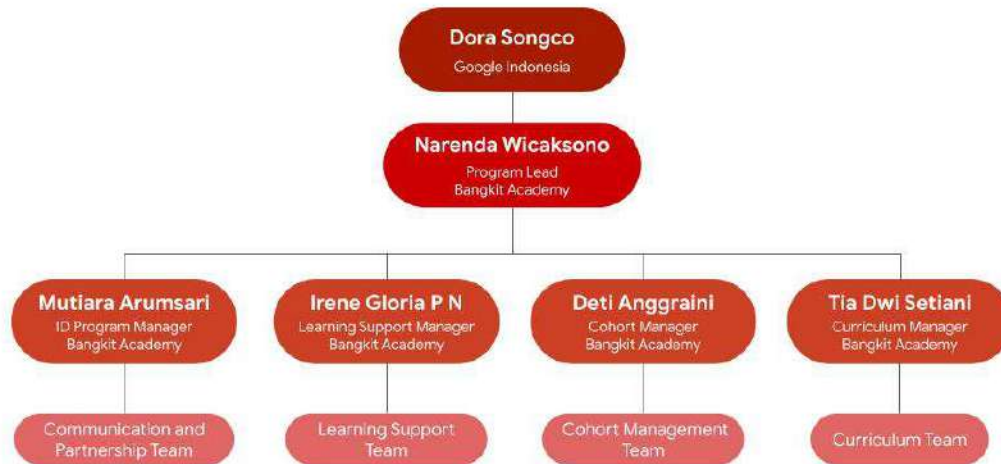 Dora Songco
Google Indonesia
Narenda Wicaksono
Program Lead
Bangkit Academy
Mutiara Arumsari
ID Program Manager
Bangkit Academy
Irene Gloria P N
Learning Support Manager
Bangkit Academy
Deti Anggraini
Cohort Manager
Bangkit Academy
Tia Dwi Setiani
Curriculum Manager
Bangkit Academy
Communication and
Partnership Team
Learning Support
Team
Cohort Management
Team
Curriculum Team